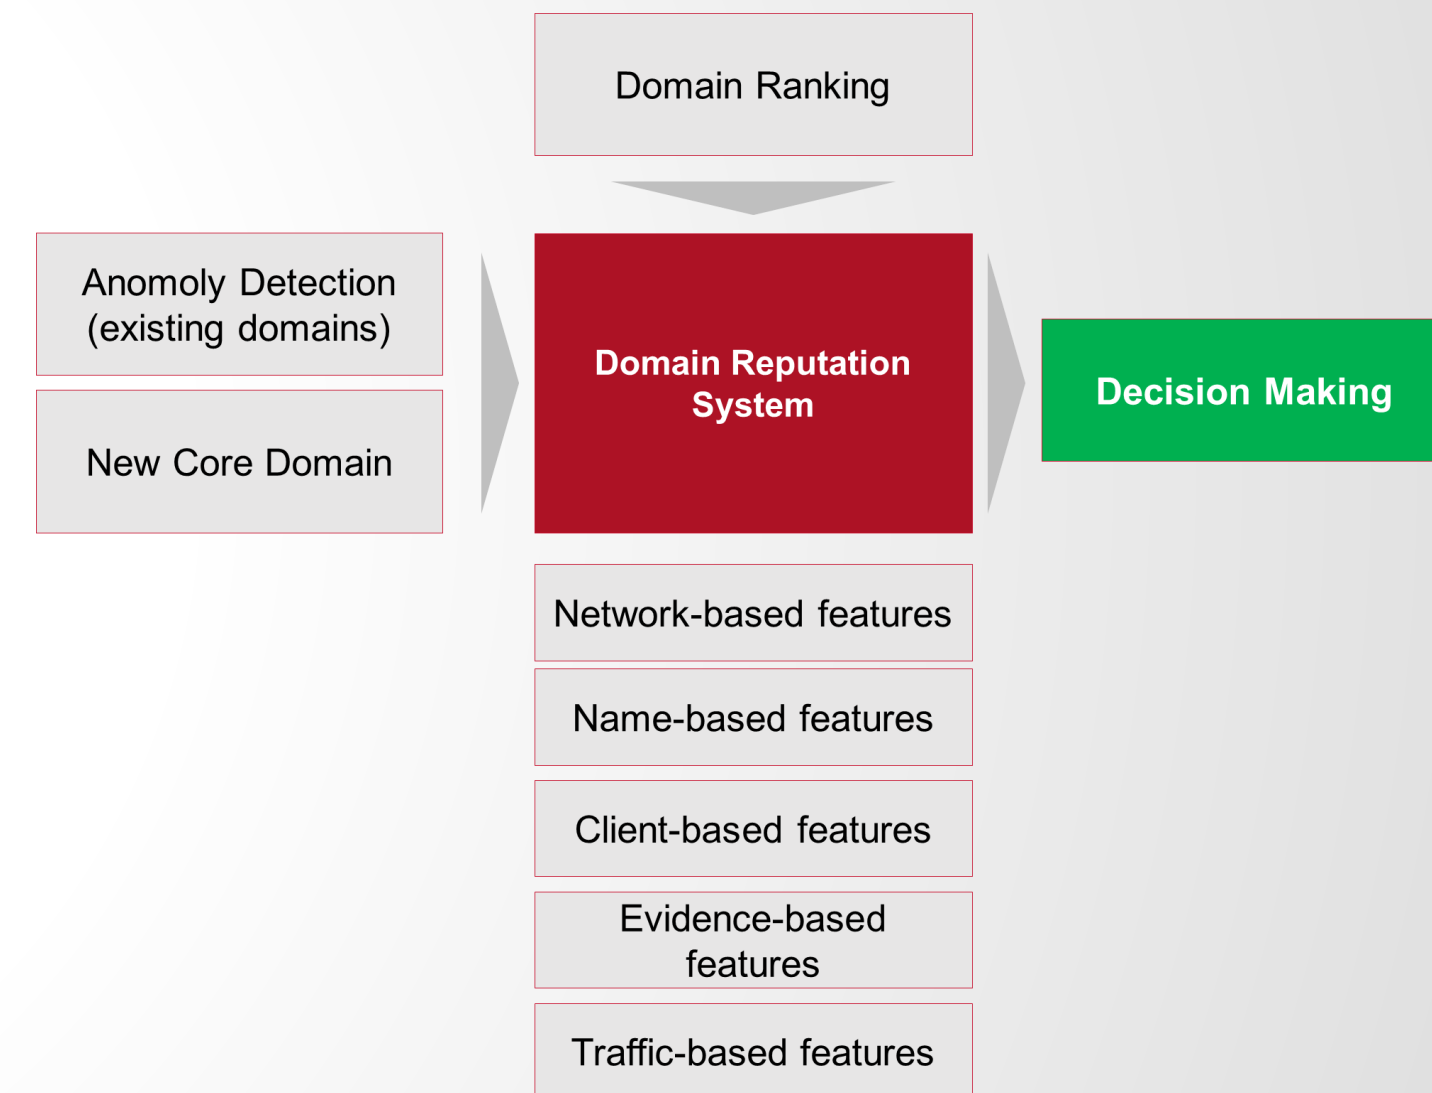 Domain Ranking
Anomoly Detection
(existing domains)
New Core Domain
Domain Reputation
System
Decision Making
Network-based features
Name-based features
Client-based features
Evidence-based
features
Traffic-based features